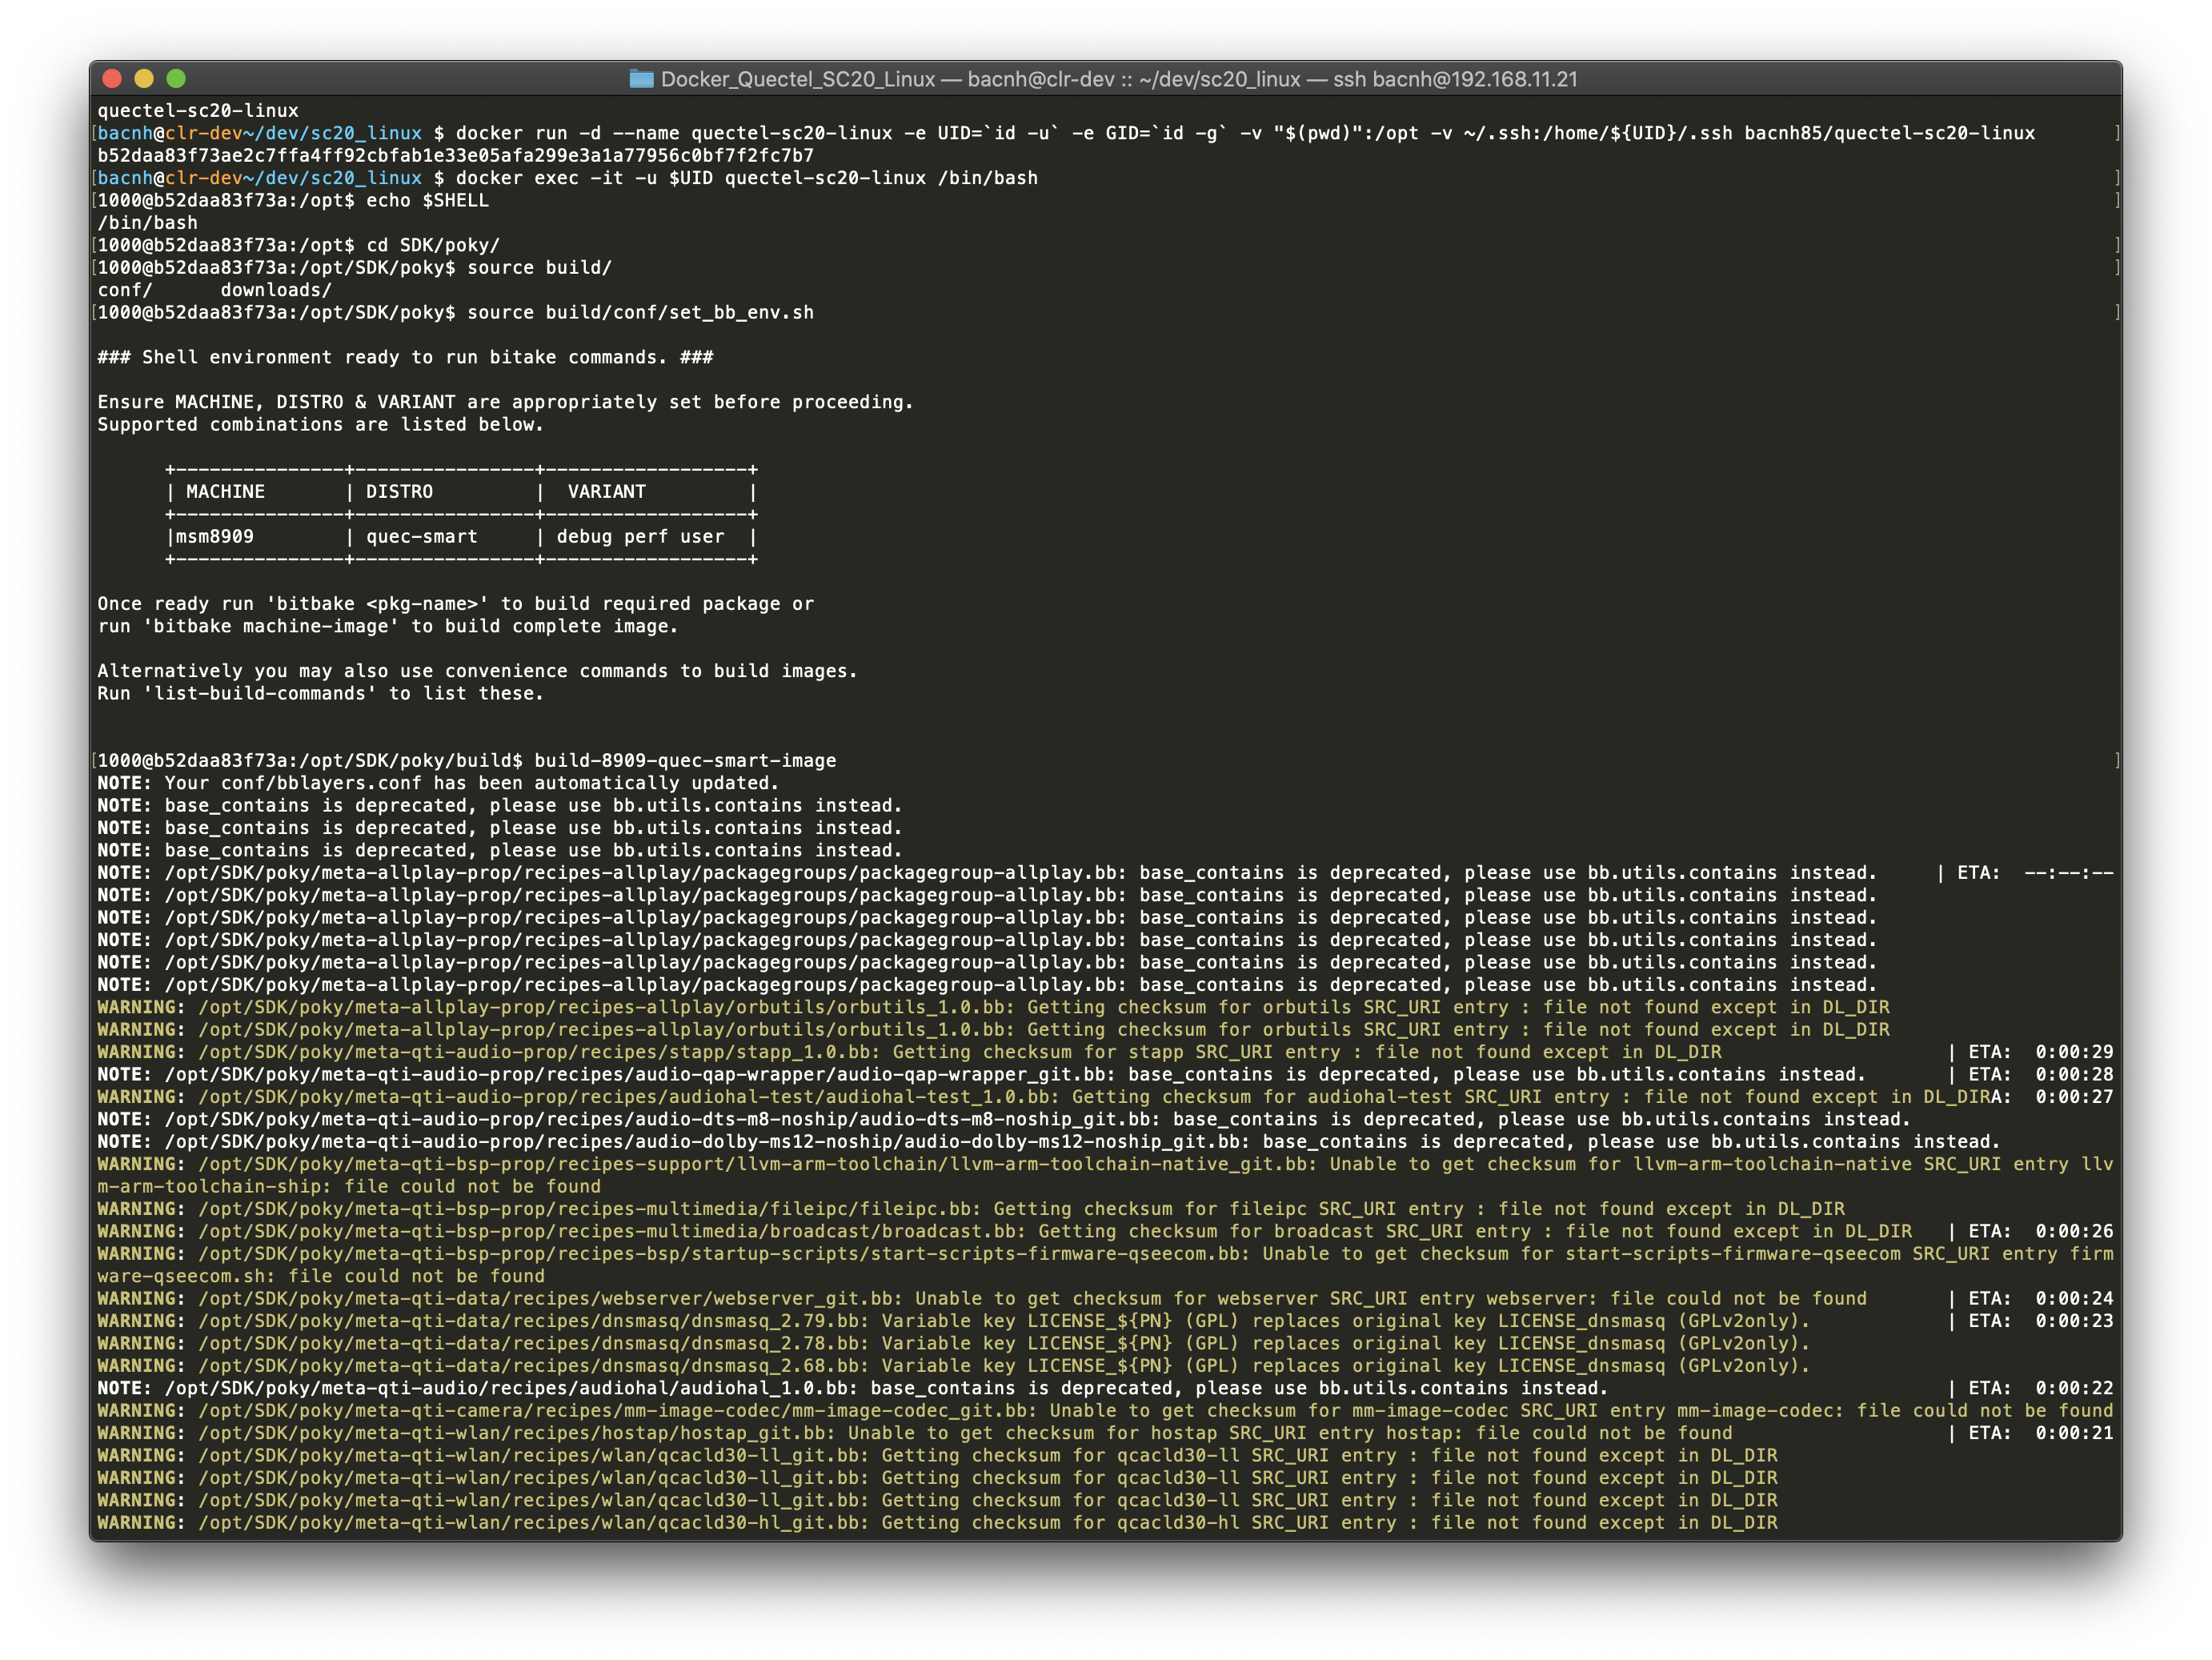 Docker_Quectel_SC20_Linux — bacnh@clr-dev :: ~/dev/sc20_linux — ssh bacnh@192.168.11.21
quectel-sc20-linux
[bacnh@clr-dev~/dev/sc20_linux $ docker run -d --name quectel-sc20-linux -e UID=`id -u` -e GID=`id -g` -v "$(pwd)":/opt -v ~/.ssh:/home/${UID}/.ssh bacnh85/quectel-sc20-linux ]
b52daa83f73ae2c7ffa4ff92cbfab1e33e05afa299e3a1a77956c0bf7f2fc7b7
[bacnh@clr-dev~/dev/sc20_linux $ docker exec -it -u $UID quectel-sc20-linux /bin/bash ]
[1000@b52daa83f73a:/opt$ echo $SHELL ]
/bin/bash
[1000@b52daa83f73a:/opt$ cd SDK/poky/ ]
[1000@b52daa83f73a:/opt/SDK/poky$ source build/ ]
conf/      downloads/
[1000@b52daa83f73a:/opt/SDK/poky$ source build/conf/set_bb_env.sh ]
### Shell environment ready to run bitake commands. ###
Ensure MACHINE, DISTRO & VARIANT are appropriately set before proceeding.
Supported combinations are listed below.
+---------------+----------------+------------------+
| MACHINE       | DISTRO         |  VARIANT         |
+---------------+----------------+------------------+
|msm8909        | quec-smart     | debug perf user  |
+---------------+----------------+------------------+
Once ready run 'bitbake <pkg-name>' to build required package or
run 'bitbake machine-image' to build complete image.
Alternatively you may also use convenience commands to build images.
Run 'list-build-commands' to list these.
[1000@b52daa83f73a:/opt/SDK/poky/build$ build-8909-quec-smart-image ]
NOTE: Your conf/bblayers.conf has been automatically updated.
NOTE: base_contains is deprecated, please use bb.utils.contains instead.
NOTE: base_contains is deprecated, please use bb.utils.contains instead.
NOTE: base_contains is deprecated, please use bb.utils.contains instead.
NOTE: /opt/SDK/poky/meta-allplay-prop/recipes-allplay/packagegroups/packagegroup-allplay.bb: base_contains is deprecated, please use bb.utils.contains instead.     | ETA:  --:--:--
NOTE: /opt/SDK/poky/meta-allplay-prop/recipes-allplay/packagegroups/packagegroup-allplay.bb: base_contains is deprecated, please use bb.utils.contains instead.
NOTE: /opt/SDK/poky/meta-allplay-prop/recipes-allplay/packagegroups/packagegroup-allplay.bb: base_contains is deprecated, please use bb.utils.contains instead.
NOTE: /opt/SDK/poky/meta-allplay-prop/recipes-allplay/packagegroups/packagegroup-allplay.bb: base_contains is deprecated, please use bb.utils.contains instead.
NOTE: /opt/SDK/poky/meta-allplay-prop/recipes-allplay/packagegroups/packagegroup-allplay.bb: base_contains is deprecated, please use bb.utils.contains instead.
NOTE: /opt/SDK/poky/meta-allplay-prop/recipes-allplay/packagegroups/packagegroup-allplay.bb: base_contains is deprecated, please use bb.utils.contains instead.
WARNING: /opt/SDK/poky/meta-allplay-prop/recipes-allplay/orbutils/orbutils_1.0.bb: Getting checksum for orbutils SRC_URI entry : file not found except in DL_DIR
WARNING: /opt/SDK/poky/meta-allplay-prop/recipes-allplay/orbutils/orbutils_1.0.bb: Getting checksum for orbutils SRC_URI entry : file not found except in DL_DIR
WARNING: /opt/SDK/poky/meta-qti-audio-prop/recipes/stapp/stapp_1.0.bb: Getting checksum for stapp SRC_URI entry : file not found except in DL_DIR     | ETA:  0:00:29
NOTE: /opt/SDK/poky/meta-qti-audio-prop/recipes/audio-qap-wrapper/audio-qap-wrapper_git.bb: base_contains is deprecated, please use bb.utils.contains instead.     | ETA:  0:00:28
WARNING: /opt/SDK/poky/meta-qti-audio-prop/recipes/audiohal-test/audiohal-test_1.0.bb: Getting checksum for audiohal-test SRC_URI entry : file not found except in DL_DIRA:  0:00:27
NOTE: /opt/SDK/poky/meta-qti-audio-prop/recipes/audio-dts-m8-noship/audio-dts-m8-noship_git.bb: base_contains is deprecated, please use bb.utils.contains instead.
NOTE: /opt/SDK/poky/meta-qti-audio-prop/recipes/audio-dolby-ms12-noship/audio-dolby-ms12-noship_git.bb: base_contains is deprecated, please use bb.utils.contains instead.
WARNING: /opt/SDK/poky/meta-qti-bsp-prop/recipes-support/llvm-arm-toolchain/llvm-arm-toolchain-native_git.bb: Unable to get checksum for llvm-arm-toolchain-native SRC_URI entry llv
m-arm-toolchain-ship: file could not be found
WARNING: /opt/SDK/poky/meta-qti-bsp-prop/recipes-multimedia/fileipc/fileipc.bb: Getting checksum for fileipc SRC_URI entry : file not found except in DL_DIR
WARNING: /opt/SDK/poky/meta-qti-bsp-prop/recipes-multimedia/broadcast/broadcast.bb: Getting checksum for broadcast SRC_URI entry : file not found except in DL_DIR   | ETA:  0:00:26
WARNING: /opt/SDK/poky/meta-qti-bsp-prop/recipes-bsp/startup-scripts/start-scripts-firmware-qseecom.bb: Unable to get checksum for start-scripts-firmware-qseecom SRC_URI entry firm
ware-qseecom.sh: file could not be found
WARNING: /opt/SDK/poky/meta-qti-data/recipes/webserver/webserver_git.bb: Unable to get checksum for webserver SRC_URI entry webserver: file could not be found     | ETA:  0:00:24
WARNING: /opt/SDK/poky/meta-qti-data/recipes/dnsmasq/dnsmasq_2.79.bb: Variable key LICENSE_${PN} (GPL) replaces original key LICENSE_dnsmasq (GPLv2only).     | ETA:  0:00:23
WARNING: /opt/SDK/poky/meta-qti-data/recipes/dnsmasq/dnsmasq_2.78.bb: Variable key LICENSE_${PN} (GPL) replaces original key LICENSE_dnsmasq (GPLv2only).
WARNING: /opt/SDK/poky/meta-qti-data/recipes/dnsmasq/dnsmasq_2.68.bb: Variable key LICENSE_${PN} (GPL) replaces original key LICENSE_dnsmasq (GPLv2only).
NOTE: /opt/SDK/poky/meta-qti-audio/recipes/audiohal/audiohal_1.0.bb: base_contains is deprecated, please use bb.utils.contains instead.     | ETA:  0:00:22
WARNING: /opt/SDK/poky/meta-qti-camera/recipes/mm-image-codec/mm-image-codec_git.bb: Unable to get checksum for mm-image-codec SRC_URI entry mm-image-codec: file could not be found
WARNING: /opt/SDK/poky/meta-qti-wlan/recipes/hostap/hostap_git.bb: Unable to get checksum for hostap SRC_URI entry hostap: file could not be found     | ETA:  0:00:21
WARNING: /opt/SDK/poky/meta-qti-wlan/recipes/wlan/qcacld30-ll_git.bb: Getting checksum for qcacld30-ll SRC_URI entry : file not found except in DL_DIR
WARNING: /opt/SDK/poky/meta-qti-wlan/recipes/wlan/qcacld30-ll_git.bb: Getting checksum for qcacld30-ll SRC_URI entry : file not found except in DL_DIR
WARNING: /opt/SDK/poky/meta-qti-wlan/recipes/wlan/qcacld30-ll_git.bb: Getting checksum for qcacld30-ll SRC_URI entry : file not found except in DL_DIR
WARNING: /opt/SDK/poky/meta-qti-wlan/recipes/wlan/qcacld30-hl_git.bb: Getting checksum for qcacld30-hl SRC_URI entry : file not found except in DL_DIR